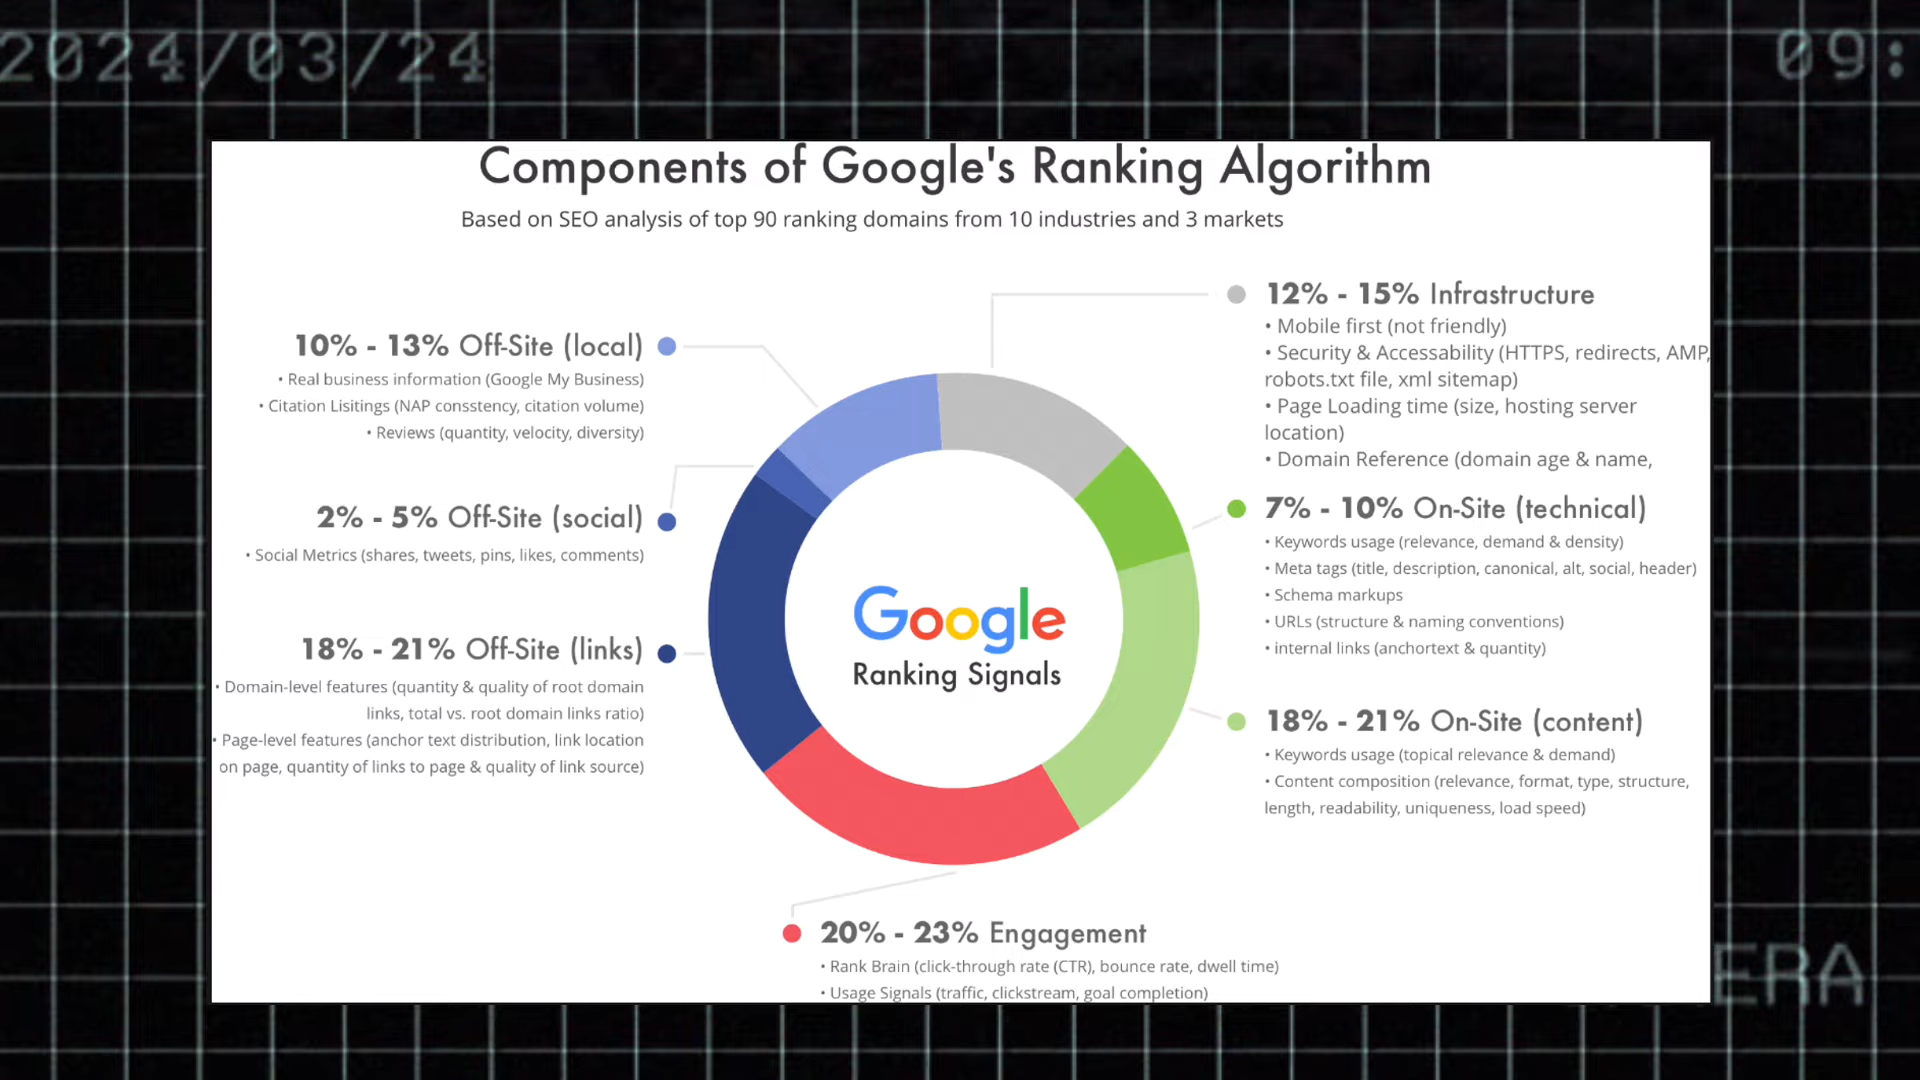 2024/03/24
09:
Components of Google's Ranking Algorithm
Based on SEO analysis of top 90 ranking domains from 10 industries and 3 markets
10% - 13% Off-Site (local)
• Real business information (Google My Business)
• Citation Lisitings (NAP consstency, citation volume)
• Reviews (quantity, velocity, diversity)
2% - 5% Off-Site (social)
• Social Metrics (shares, tweets, pins, likes, comments)
18% - 21% Off-Site (links)
• Domain-level features (quantity & quality of root domain
links, total vs. root domain links ratio)
• Page-level features (anchor text distribution, link location
on page, quantity of links to page & quality of link source)
Google
Ranking Signals
12% - 15% Infrastructure
• Mobile first (not friendly)
• Security & Accessability (HTTPS, redirects, AMP,
robots.txt file, xml sitemap)
• Page Loading time (size, hosting server
location)
• Domain Reference (domain age & name,
7% - 10% On-Site (technical)
• Keywords usage (relevance, demand & density)
• Meta tags (title, description, canonical, alt, social, header)
• Schema markups
• URLs (structure & naming conventions)
• internal links (anchortext & quantity)
18% - 21% On-Site (content)
• Keywords usage (topical relevance & demand)
• Content composition (relevance, format, type, structure,
length, readability, uniqueness, load speed)
20% - 23% Engagement
• Rank Brain (click-through rate (CTR), bounce rate, dwell time)
• Usage Signals (traffic, clickstream, goal completion)
ERA